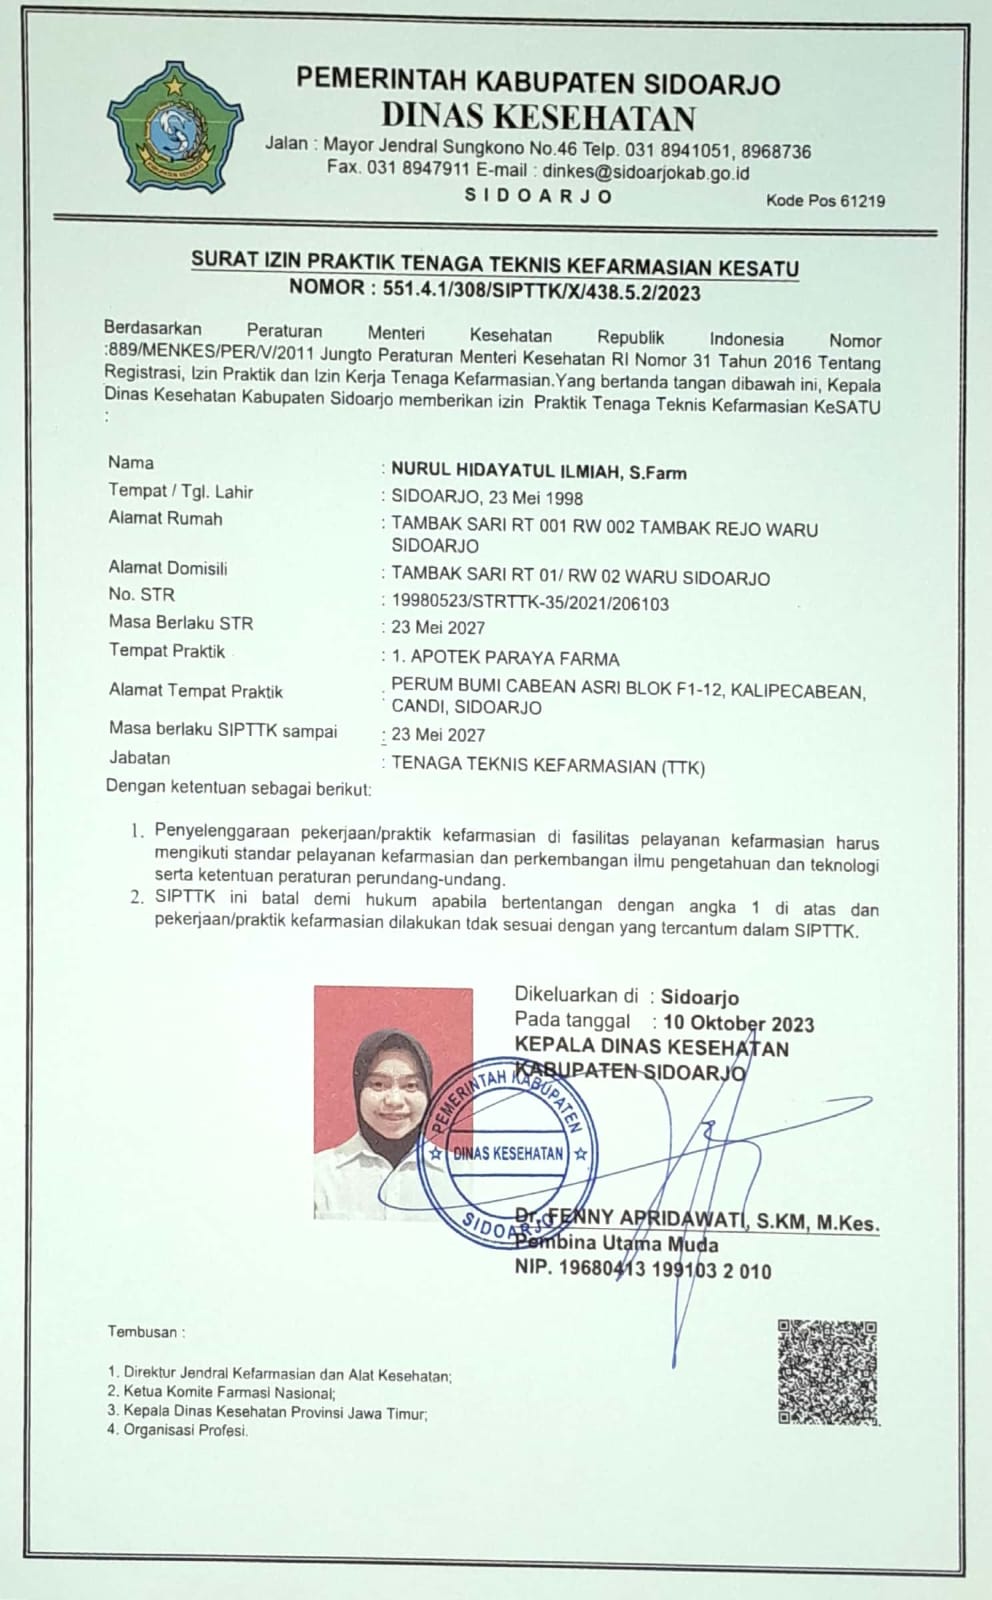 PEMERINTAH KABUPATEN SIDOARJO
DINAS KESEHATAN
Jalan : Mayor Jendral Sungkono No.46 Telp. 031 8941051, 8968736
Fax. 031 8947911 E-mail : dinkes@sidoarjokab.go.id
S I D O A R J O
Kode Pos 61219
SURAT IZIN PRAKTIK TENAGA TEKNIS KEFARMASIAN KESATU
NOMOR : 551.4.1/308/SIPTTK/X/438.5.2/2023
Berdasarkan Peraturan Menteri Kesehatan Republik Indonesia Nomor
:889/MENKES/PER/V/2011 Jungto Peraturan Menteri Kesehatan RI Nomor 31 Tahun 2016 Tentang
Registrasi, Izin Praktik dan Izin Kerja Tenaga Kefarmasian.Yang bertanda tangan dibawah ini, Kepala
Dinas Kesehatan Kabupaten Sidoarjo memberikan izin Praktik Tenaga Teknis Kefarmasian KeSATU
:
Nama : NURUL HIDAYATUL ILMIAH, S.Farm
Tempat / Tgl. Lahir : SIDOARJO, 23 Mei 1998
Alamat Rumah : TAMBAK SARI RT 001 RW 002 TAMBAK REJO WARU
SIDOARJO
Alamat Domisili : TAMBAK SARI RT 01/ RW 02 WARU SIDOARJO
No. STR : 19980523/STRTTK-35/2021/206103
Masa Berlaku STR : 23 Mei 2027
Tempat Praktik : 1. APOTEK PARAYA FARMA
Alamat Tempat Praktik : PERUM BUMI CABEAN ASRI BLOK F1-12, KALIPECABEAN,
CANDI, SIDOARJO
Masa berlaku SIPTTK sampai : 23 Mei 2027
Jabatan : TENAGA TEKNIS KEFARMASIAN (TTK)
Dengan ketentuan sebagai berikut:
1. Penyelenggaraan pekerjaan/praktik kefarmasian di fasilitas pelayanan kefarmasian harus
mengikuti standar pelayanan kefarmasian dan perkembangan ilmu pengetahuan dan teknologi
serta ketentuan peraturan perundang-undang.
2. SIPTTK ini batal demi hukum apabila bertentangan dengan angka 1 di atas dan
pekerjaan/praktik kefarmasian dilakukan tdak sesuai dengan yang tercantum dalam SIPTTK.
Dikeluarkan di : Sidoarjo
Pada tanggal : 10 Oktober 2023
KEPALA DINAS KESEHATAN
KABUPATEN SIDOARJO
PEMERINTAH KABUPATEN
DINAS KESEHATAN
SIDOARJO
Dr. FENNY APRIDAWATI, S.KM, M.Kes.
Pembina Utama Muda
NIP. 19680413 199103 2 010
Tembusan :
1. Direktur Jendral Kefarmasian dan Alat Kesehatan;
2. Ketua Komite Farmasi Nasional;
3. Kepala Dinas Kesehatan Provinsi Jawa Timur;
4. Organisasi Profesi.